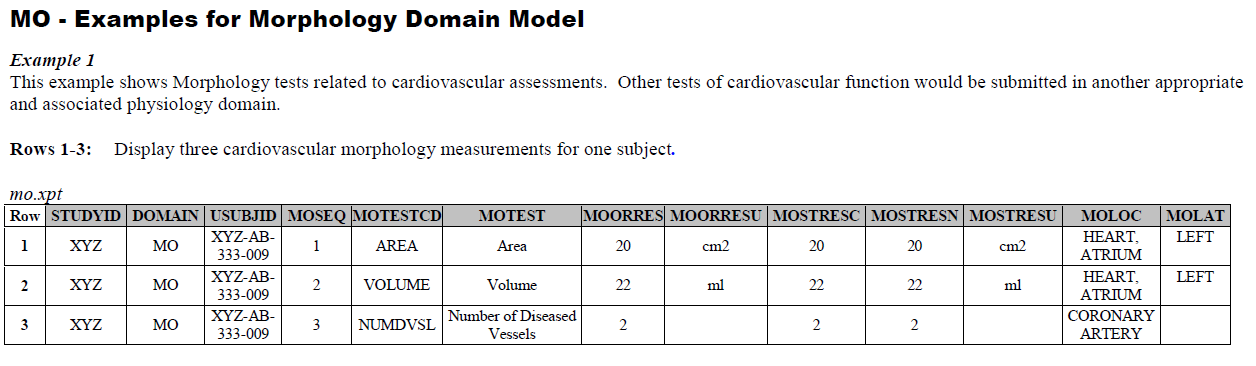 MO - Examples for Morphology Domain Model
Example 1
This example shows Morphology tests related to cardiovascular assessments.  Other tests of cardiovascular function would be submitted in another appropriate
and associated physiology domain.
Rows 1-3:    Display three cardiovascular morphology measurements for one subject.
mo.xpt
Row STUDYID DOMAIN USUBJID MOSEQ MOTESTCD MOTEST MOORRES MOORRESU MOSTRESC MOSTRESN MOSTRESU MOLOC MOLAT
1 XYZ MO XYZ-AB-333-009 1 AREA Area 20 cm2 20 20 cm2 HEART, ATRIUM LEFT
2 XYZ MO XYZ-AB-333-009 2 VOLUME Volume 22 ml 22 22 ml HEART, ATRIUM LEFT
3 XYZ MO XYZ-AB-333-009 3 NUMDVSL Number of Diseased Vessels 2 2 2 CORONARY ARTERY